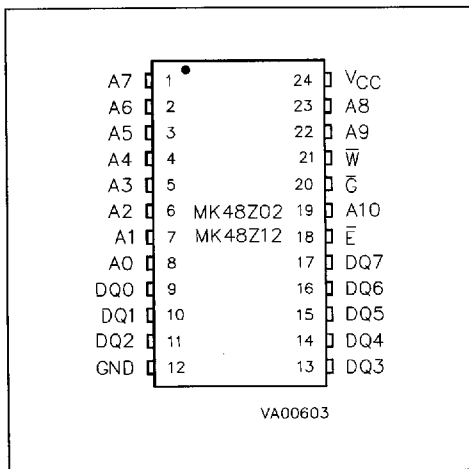 A7 1 24 VCC
A6 2 23 A8
A5 3 22 A9
A4 4 21 W̅
A3 5 20 G̅
A2 6 MK48Z02 19 A10
A1 7 MK48Z12 18 E̅
A0 8 17 DQ7
DQ0 9 16 DQ6
DQ1 10 15 DQ5
DQ2 11 14 DQ4
GND 12 13 DQ3
VA00603